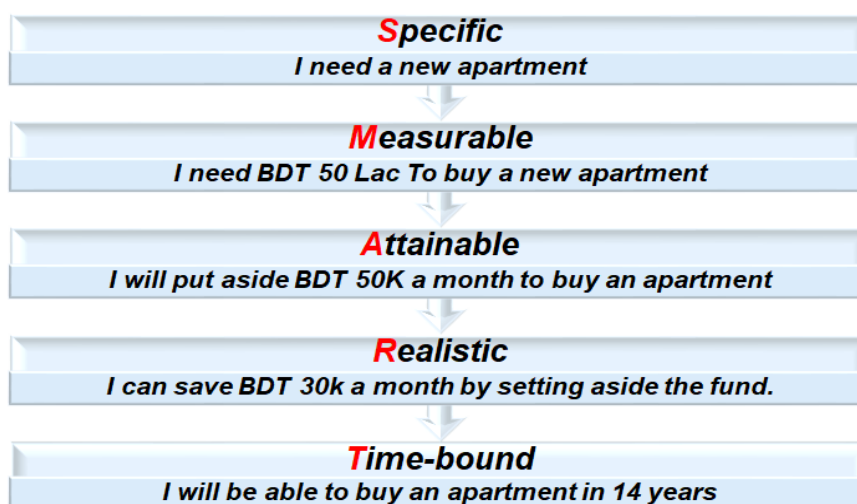 Specific
I need a new apartment
Measurable
I need BDT 50 Lac To buy a new apartment
Attainable
I will put aside BDT 50K a month to buy an apartment
Realistic
I can save BDT 30k a month by setting aside the fund.
Time-bound
I will be able to buy an apartment in 14 years